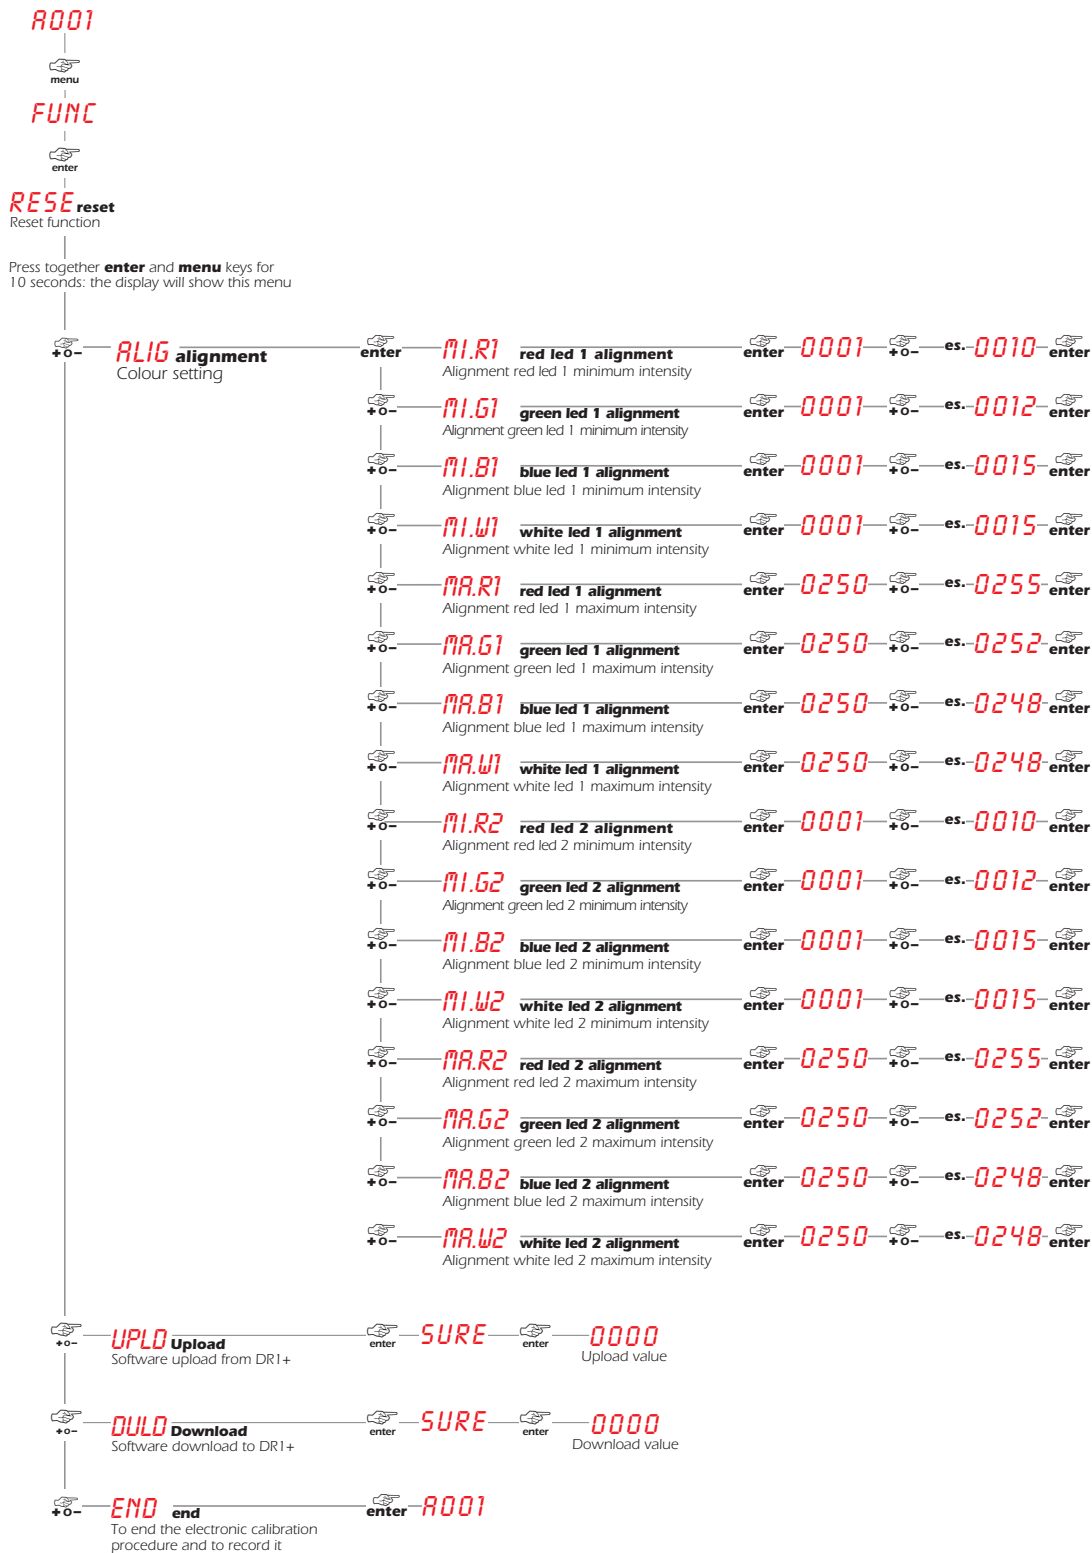 A001
menu
FUNC
enter
RESE reset
Reset function
Press together enter and menu keys for
10 seconds: the display will show this menu
+o- ALIG alignment enter MI.R1 red led 1 alignment enter 0001 +o- es. 0010 enter
Colour setting Alignment red led 1 minimum intensity
+o- MI.G1 green led 1 alignment enter 0001 +o- es. 0012 enter
Alignment green led 1 minimum intensity
+o- MI.B1 blue led 1 alignment enter 0001 +o- es. 0015 enter
Alignment blue led 1 minimum intensity
+o- MI.W1 white led 1 alignment enter 0001 +o- es. 0015 enter
Alignment white led 1 minimum intensity
+o- MA.R1 red led 1 alignment enter 0250 +o- es. 0255 enter
Alignment red led 1 maximum intensity
+o- MA.G1 green led 1 alignment enter 0250 +o- es. 0252 enter
Alignment green led 1 maximum intensity
+o- MA.B1 blue led 1 alignment enter 0250 +o- es. 0248 enter
Alignment blue led 1 maximum intensity
+o- MA.W1 white led 1 alignment enter 0250 +o- es. 0248 enter
Alignment white led 1 maximum intensity
+o- MI.R2 red led 2 alignment enter 0001 +o- es. 0010 enter
Alignment red led 2 minimum intensity
+o- MI.G2 green led 2 alignment enter 0001 +o- es. 0012 enter
Alignment green led 2 minimum intensity
+o- MI.B2 blue led 2 alignment enter 0001 +o- es. 0015 enter
Alignment blue led 2 minimum intensity
+o- MI.W2 white led 2 alignment enter 0001 +o- es. 0015 enter
Alignment white led 2 minimum intensity
+o- MA.R2 red led 2 alignment enter 0250 +o- es. 0255 enter
Alignment red led 2 maximum intensity
+o- MA.G2 green led 2 alignment enter 0250 +o- es. 0252 enter
Alignment green led 2 maximum intensity
+o- MA.B2 blue led 2 alignment enter 0250 +o- es. 0248 enter
Alignment blue led 2 maximum intensity
+o- MA.W2 white led 2 alignment enter 0250 +o- es. 0248 enter
Alignment white led 2 maximum intensity
+o- UPLD Upload enter SURE enter 0000
Software upload from DR1+ Upload value
+o- DULD Download enter SURE enter 0000
Software download to DR1+ Download value
+o- END end enter A001
To end the electronic calibration
procedure and to record it